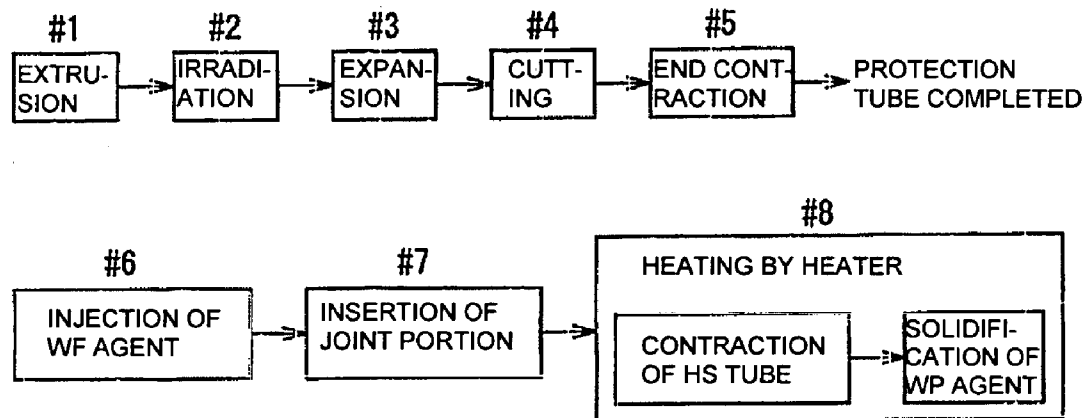 #1
#2
#3
#4
#5
EXTRU-
SION
IRRADI-
ATION
EXPAN-
SION
CUTT-
ING
END CONT-
RACTION
PROTECTION
TUBE COMPLETED
#6
#7
#8
INJECTION OF
WF AGENT
INSERTION OF
JOINT PORTION
HEATING BY HEATER
CONTRACTION
OF HS TUBE
SOLIDIFI-
CATION OF
WP AGENT